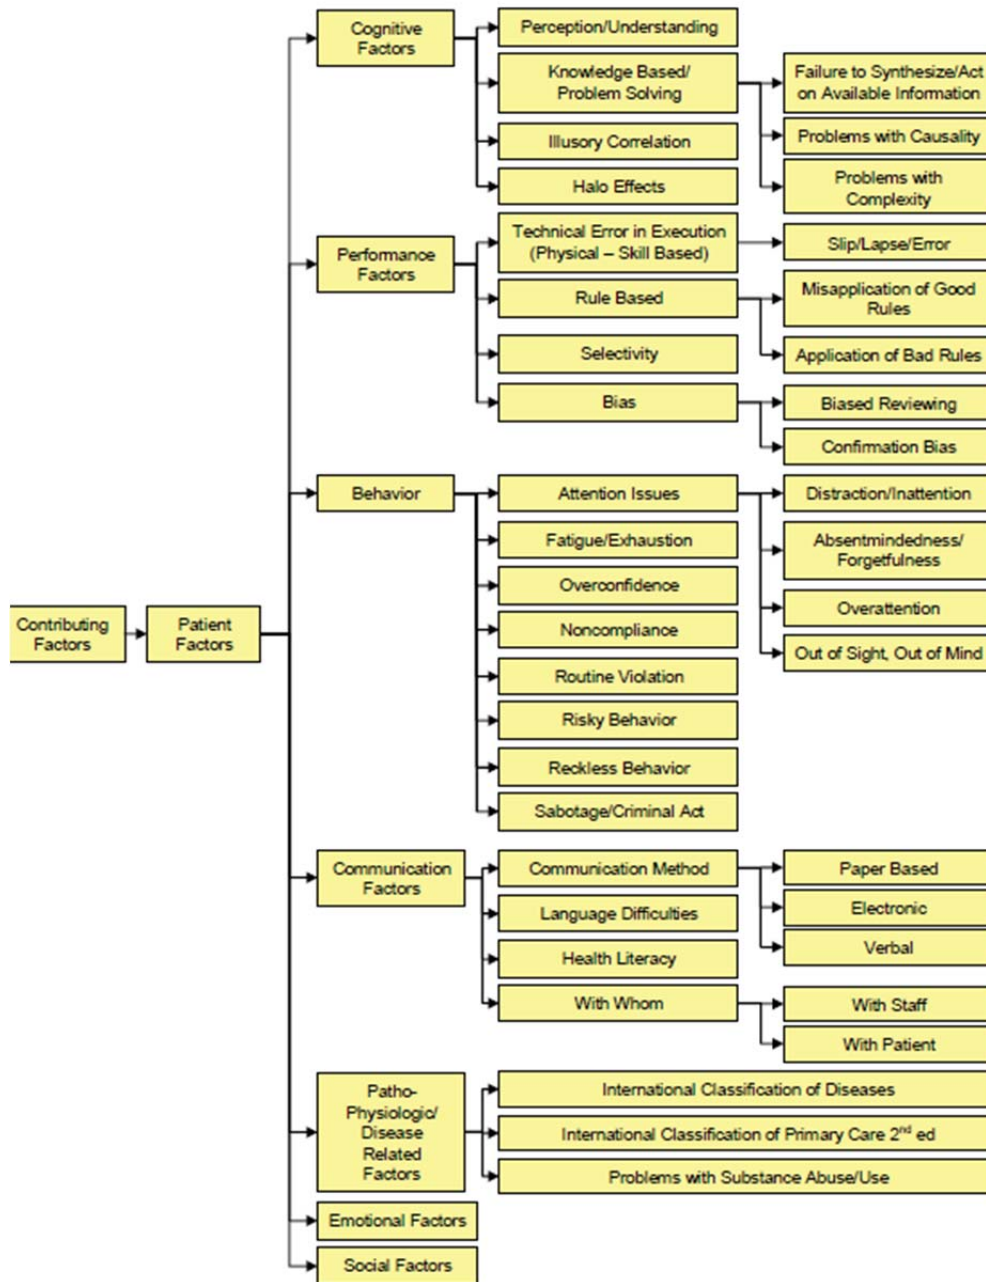 Contributing
Factors
Patient
Factors
Cognitive
Factors
Perception/Understanding
Knowledge Based/
Problem Solving
Failure to Synthesize/Act
on Available Information
Problems with Causality
Problems with
Complexity
Illusory Correlation
Halo Effects
Performance
Factors
Technical Error in Execution
(Physical – Skill Based)
Slip/Lapse/Error
Rule Based
Misapplication of Good
Rules
Application of Bad Rules
Selectivity
Bias
Biased Reviewing
Confirmation Bias
Behavior
Attention Issues
Distraction/Inattention
Absentmindedness/
Forgetfulness
Overattention
Out of Sight, Out of Mind
Fatigue/Exhaustion
Overconfidence
Noncompliance
Routine Violation
Risky Behavior
Reckless Behavior
Sabotage/Criminal Act
Communication
Factors
Communication Method
Paper Based
Electronic
Verbal
Language Difficulties
Health Literacy
With Whom
With Staff
With Patient
Patho-
Physiologic/
Disease
Related
Factors
International Classification of Diseases
International Classification of Primary Care 2nd ed
Problems with Substance Abuse/Use
Emotional Factors
Social Factors